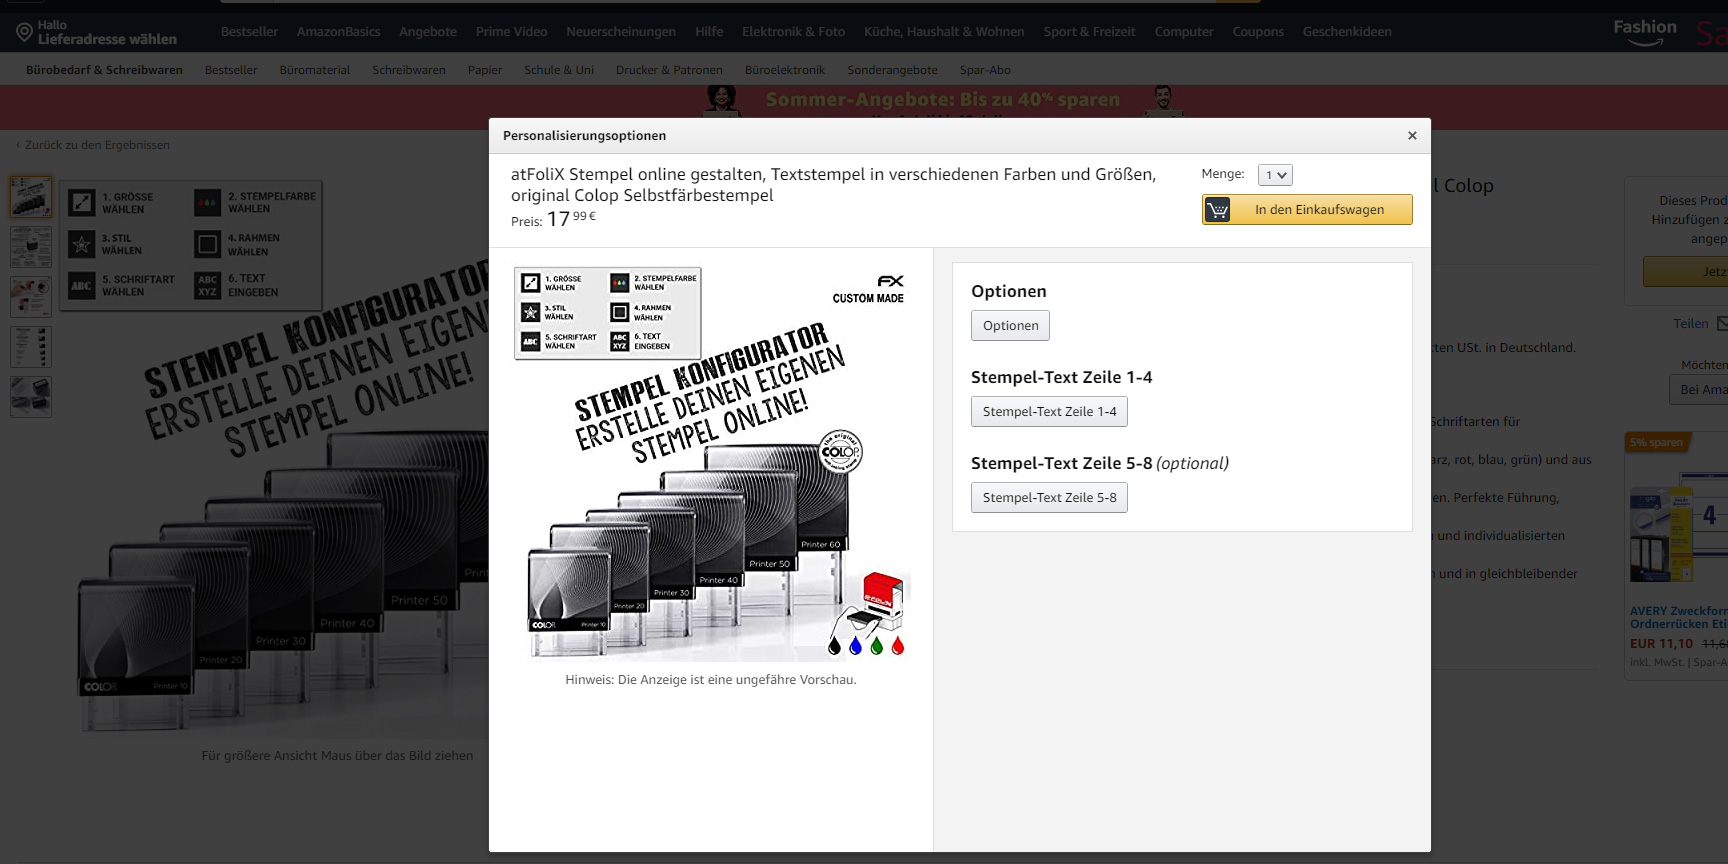 Hallo
Lieferadresse wählen
Bestseller AmazonBasics Angebote Prime Video Neuerscheinungen Hilfe Elektronik & Foto Küche, Haushalt & Wohnen Sport & Freizeit Computer Coupons Geschenkideen
Fashion
Bürobedarf & Schreibwaren Bestseller Büromaterial Schreibwaren Papier Schule & Uni Drucker & Patronen Büroelektronik Sonderangebote Spar-Abo
Sommer-Angebote: Bis zu 40% sparen
‹ Zurück zu den Ergebnissen
1. GRÖSSE WÄHLEN
2. STEMPELFARBE WÄHLEN
3. STIL WÄHLEN
4. RAHMEN WÄHLEN
ABC 5. SCHRIFTART WÄHLEN
ABC XYZ 6. TEXT EINGEBEN
STEMPEL KONFIGURATOR
ERSTELLE DEINEN EIGENEN
STEMPEL ONLINE!
Printer 50
Printer 40
Printer 30
Printer 20
Printer 10
COLOP
Für größere Ansicht Maus über das Bild ziehen
Personalisierungsoptionen ×
atFoliX Stempel online gestalten, Textstempel in verschiedenen Farben und Größen,
original Colop Selbstfärbestempel
Preis: 17 99 €
Menge: 1
In den Einkaufswagen
1. GRÖSSE WÄHLEN
2. STEMPELFARBE WÄHLEN
3. STIL WÄHLEN
4. RAHMEN WÄHLEN
ABC 5. SCHRIFTART WÄHLEN
ABC XYZ 6. TEXT EINGEBEN
FX
CUSTOM MADE
STEMPEL KONFIGURATOR
ERSTELLE DEINEN EIGENEN
STEMPEL ONLINE!
the original
COLOP
Printer 60
Printer 50
Printer 40
Printer 30
Printer 20
Printer 10
COLOP
Hinweis: Die Anzeige ist eine ungefähre Vorschau.
Optionen
Optionen
Stempel-Text Zeile 1-4
Stempel-Text Zeile 1-4
Stempel-Text Zeile 5-8 (optional)
Stempel-Text Zeile 5-8
l Colop
ten USt. in Deutschland.
Schriftarten für
arz, rot, blau, grün) und aus
en. Perfekte Führung,
und individualisierten
n und in gleichbleibender
Dieses Prod
Hinzufügen z
angep
Jetz
Teilen
Möchten
Bei Ama
5% sparen
4
AVERY Zweckforn
Ordnerrücken Eti
EUR 11,10 11,6
inkl. MwSt. | Spar-A